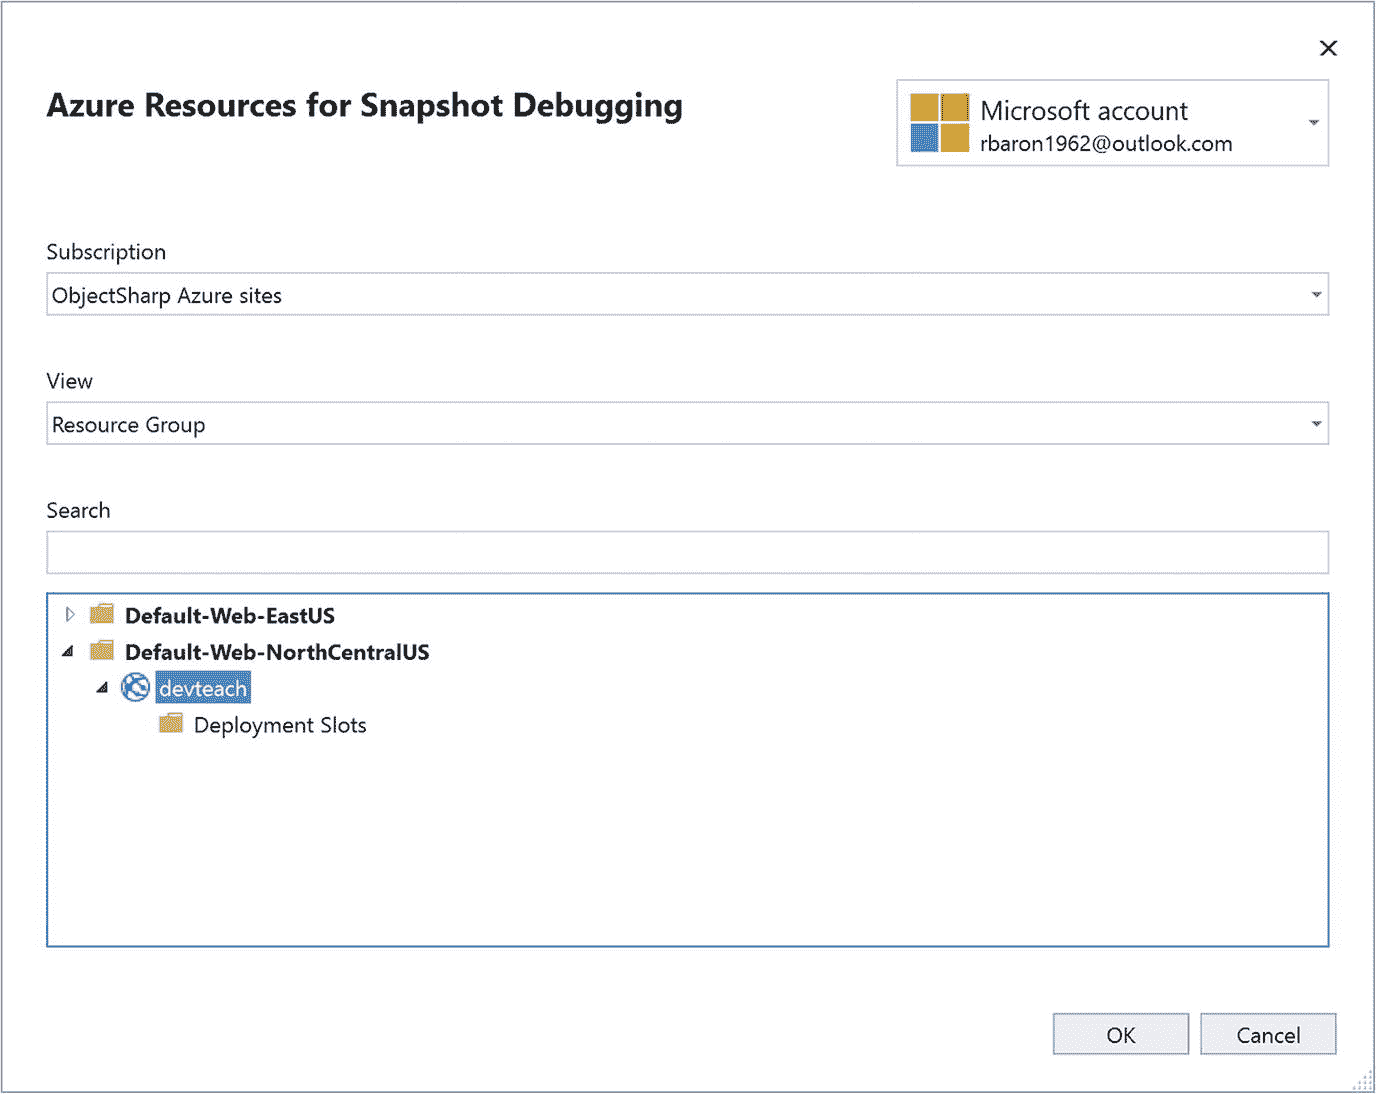 Azure Resources for Snapshot Debugging
Microsoft account
rbaron1962@outlook.com
Subscription
ObjectSharp Azure sites
View
Resource Group
Search
Default-Web-EastUS
Default-Web-NorthCentralUS
devteach
Deployment Slots
OK
Cancel